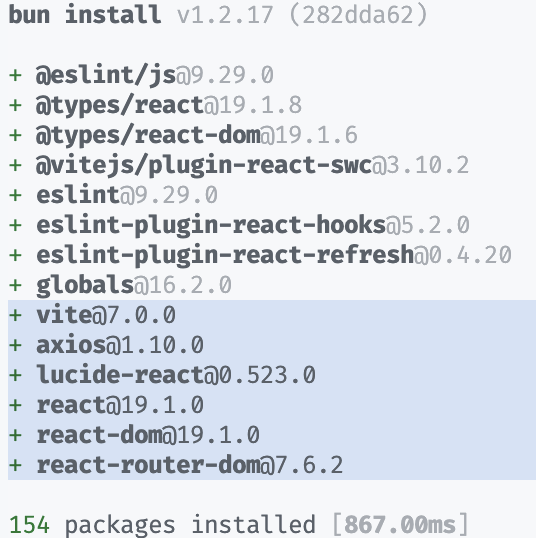 bun install v1.2.17 (282dda62)
+ @eslint/js@9.29.0
+ @types/react@19.1.8
+ @types/react-dom@19.1.6
+ @vitejs/plugin-react-swc@3.10.2
+ eslint@9.29.0
+ eslint-plugin-react-hooks@5.2.0
+ eslint-plugin-react-refresh@0.4.20
+ globals@16.2.0
+ vite@7.0.0
+ axios@1.10.0
+ lucide-react@0.523.0
+ react@19.1.0
+ react-dom@19.1.0
+ react-router-dom@7.6.2
154 packages installed [867.00ms]